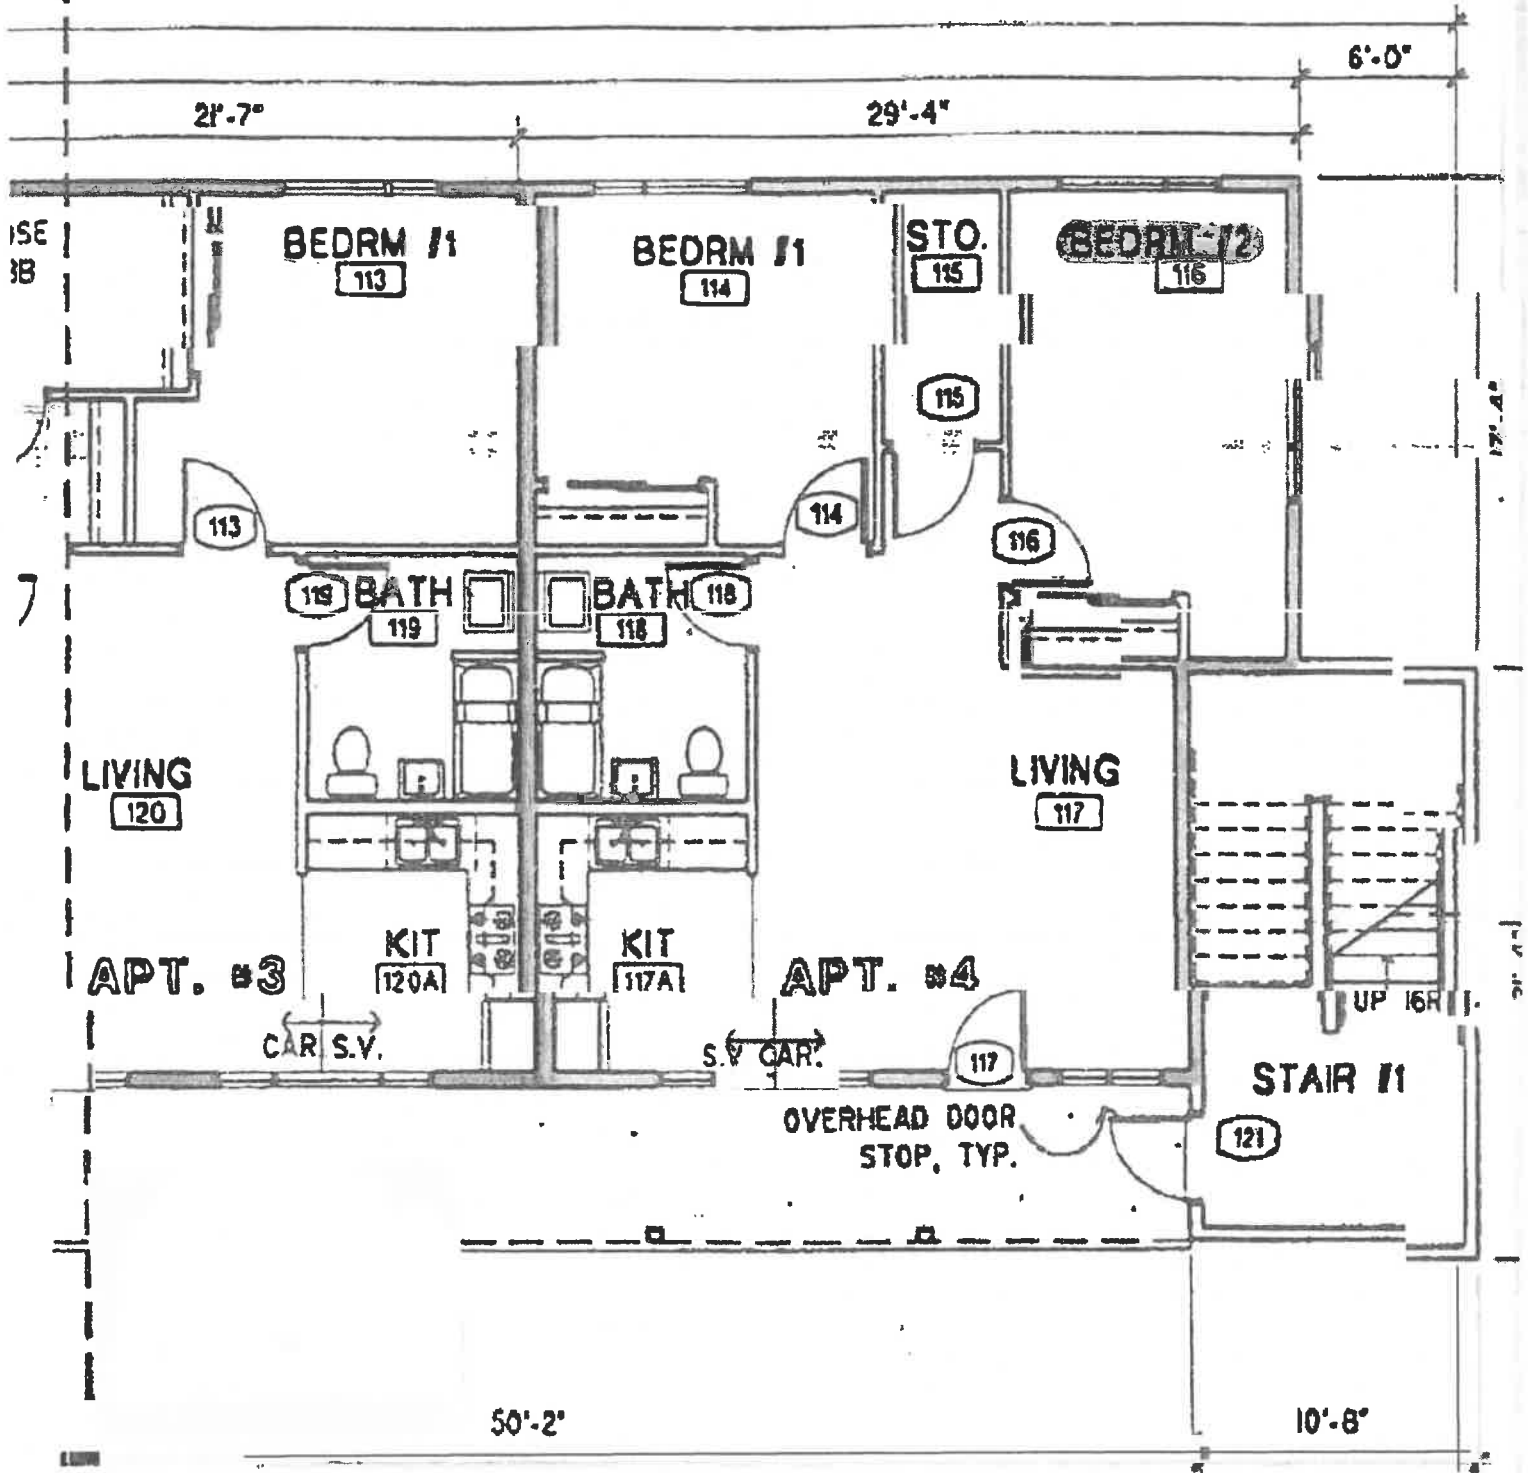 6'-0"
21'-7"
29'-4"
BEDRM #1
113
BEDRM #1
114
STO.
115
BEDRM #2
116
115
113
114
116
119
BATH
119
BATH
118
118
LIVING
120
LIVING
117
KIT
120A
KIT
117A
APT. #3
APT. #4
UP 16R
CAR S.V.
S.V CAR.
117
STAIR #1
OVERHEAD DOOR
STOP, TYP.
121
50'-2"
10'-8"